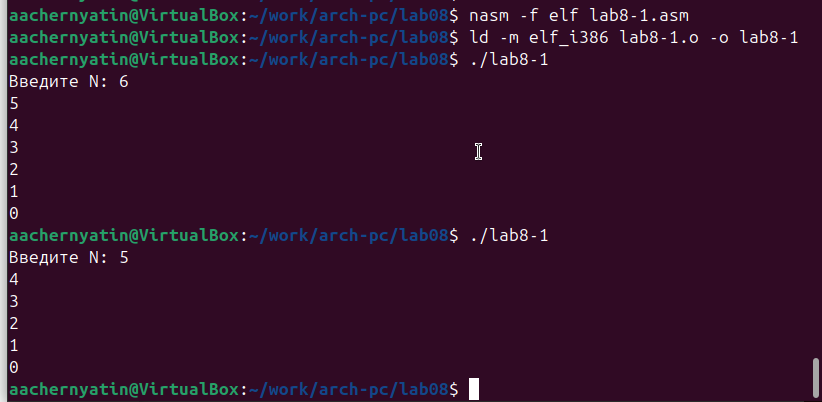 aachernyatin@VirtualBox:~/work/arch-pc/lab08$ nasm -f elf lab8-1.asm
aachernyatin@VirtualBox:~/work/arch-pc/lab08$ ld -m elf_i386 lab8-1.o -o lab8-1
aachernyatin@VirtualBox:~/work/arch-pc/lab08$ ./lab8-1
Введите N: 6
5
4
3
2
1
0
aachernyatin@VirtualBox:~/work/arch-pc/lab08$ ./lab8-1
Введите N: 5
4
3
2
1
0
aachernyatin@VirtualBox:~/work/arch-pc/lab08$